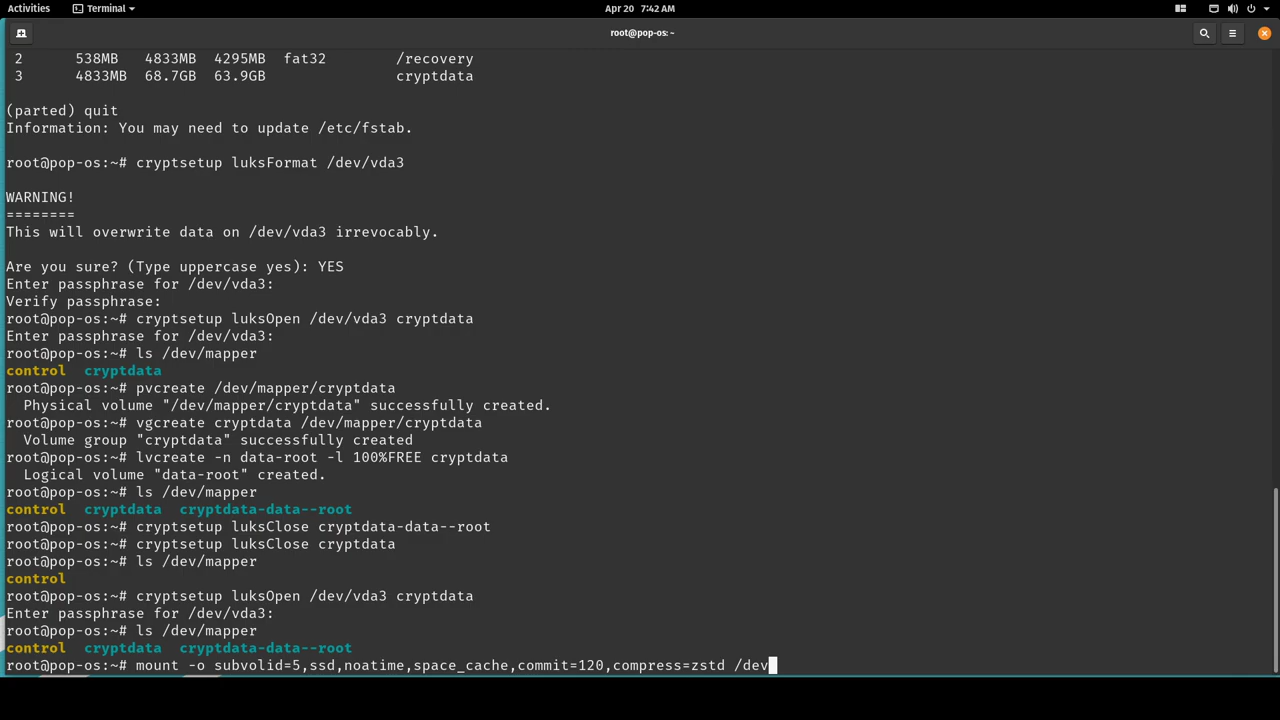 Activities Terminal Apr 20 7:42 AM
root@pop-os: ~
2 538MB 4833MB 4295MB fat32 /recovery
3 4833MB 68.7GB 63.9GB cryptdata
(parted) quit
Information: You may need to update /etc/fstab.
root@pop-os:~# cryptsetup luksFormat /dev/vda3
WARNING!
========
This will overwrite data on /dev/vda3 irrevocably.
Are you sure? (Type uppercase yes): YES
Enter passphrase for /dev/vda3:
Verify passphrase:
root@pop-os:~# cryptsetup luksOpen /dev/vda3 cryptdata
Enter passphrase for /dev/vda3:
root@pop-os:~# ls /dev/mapper
control cryptdata
root@pop-os:~# pvcreate /dev/mapper/cryptdata
Physical volume "/dev/mapper/cryptdata" successfully created.
root@pop-os:~# vgcreate cryptdata /dev/mapper/cryptdata
Volume group "cryptdata" successfully created
root@pop-os:~# lvcreate -n data-root -l 100%FREE cryptdata
Logical volume "data-root" created.
root@pop-os:~# ls /dev/mapper
control cryptdata cryptdata-data--root
root@pop-os:~# cryptsetup luksClose cryptdata-data--root
root@pop-os:~# cryptsetup luksClose cryptdata
root@pop-os:~# ls /dev/mapper
control
root@pop-os:~# cryptsetup luksOpen /dev/vda3 cryptdata
Enter passphrase for /dev/vda3:
root@pop-os:~# ls /dev/mapper
control cryptdata cryptdata-data--root
root@pop-os:~# mount -o subvolid=5,ssd,noatime,space_cache,commit=120,compress=zstd /dev